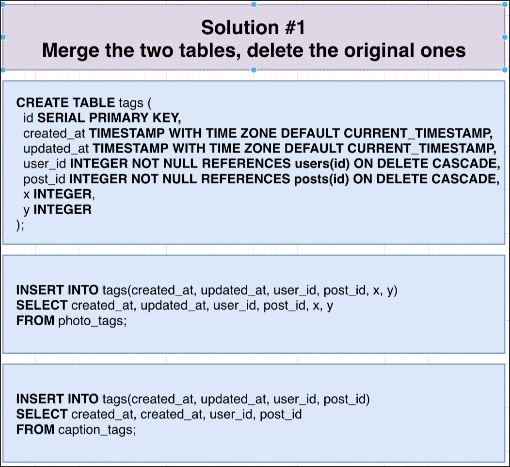 Solution #1
Merge the two tables, delete the original ones
CREATE TABLE tags (
id SERIAL PRIMARY KEY,
created_at TIMESTAMP WITH TIME ZONE DEFAULT CURRENT_TIMESTAMP,
updated_at TIMESTAMP WITH TIME ZONE DEFAULT CURRENT_TIMESTAMP,
user_id INTEGER NOT NULL REFERENCES users(id) ON DELETE CASCADE,
post_id INTEGER NOT NULL REFERENCES posts(id) ON DELETE CASCADE,
x INTEGER,
y INTEGER
);
INSERT INTO tags(created_at, updated_at, user_id, post_id, x, y)
SELECT created_at, updated_at, user_id, post_id, x, y
FROM photo_tags;
INSERT INTO tags(created_at, updated_at, user_id, post_id)
SELECT created_at, created_at, user_id, post_id
FROM caption_tags;